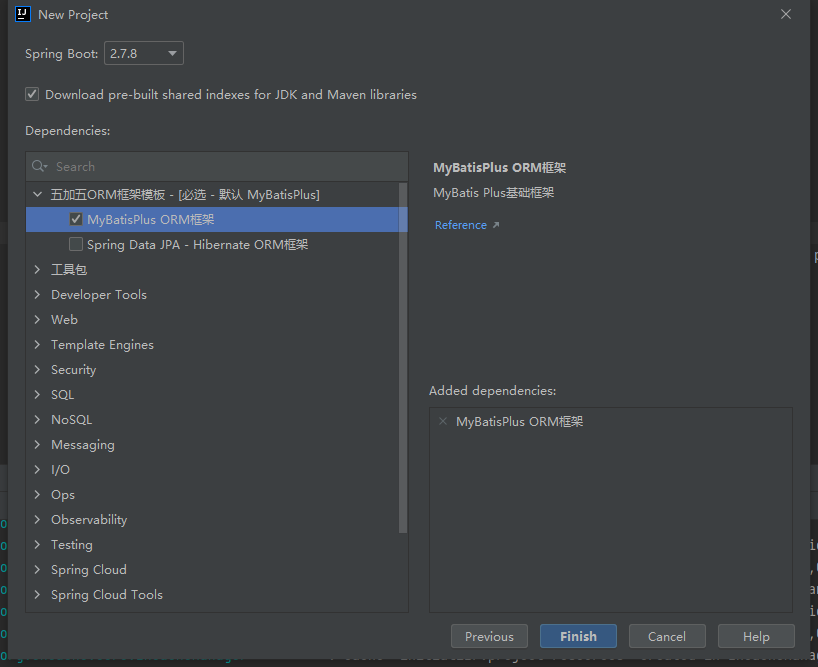 New Project
Spring Boot: 2.7.8
Download pre-built shared indexes for JDK and Maven libraries
Dependencies:
Search
五加五ORM框架模板 - [必选 - 默认 MyBatisPlus]
MyBatisPlus ORM框架
Spring Data JPA - Hibernate ORM框架
工具包
Developer Tools
Web
Template Engines
Security
SQL
NoSQL
Messaging
I/O
Ops
Observability
Testing
Spring Cloud
Spring Cloud Tools
MyBatisPlus ORM框架
MyBatis Plus基础框架
Reference
Added dependencies:
MyBatisPlus ORM框架
Previous
Finish
Cancel
Help